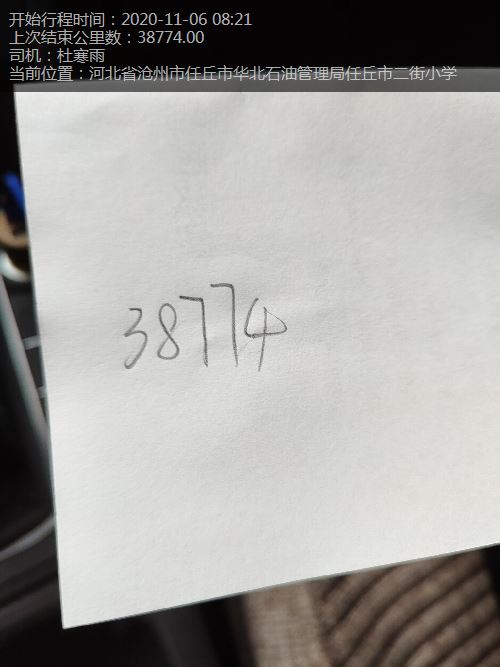 开始行程时间：2020-11-06 08:21
上次结束公里数：38774.00
司机：杜寒雨
当前位置：河北省沧州市任丘市华北石油管理局任丘市二街小学
38774